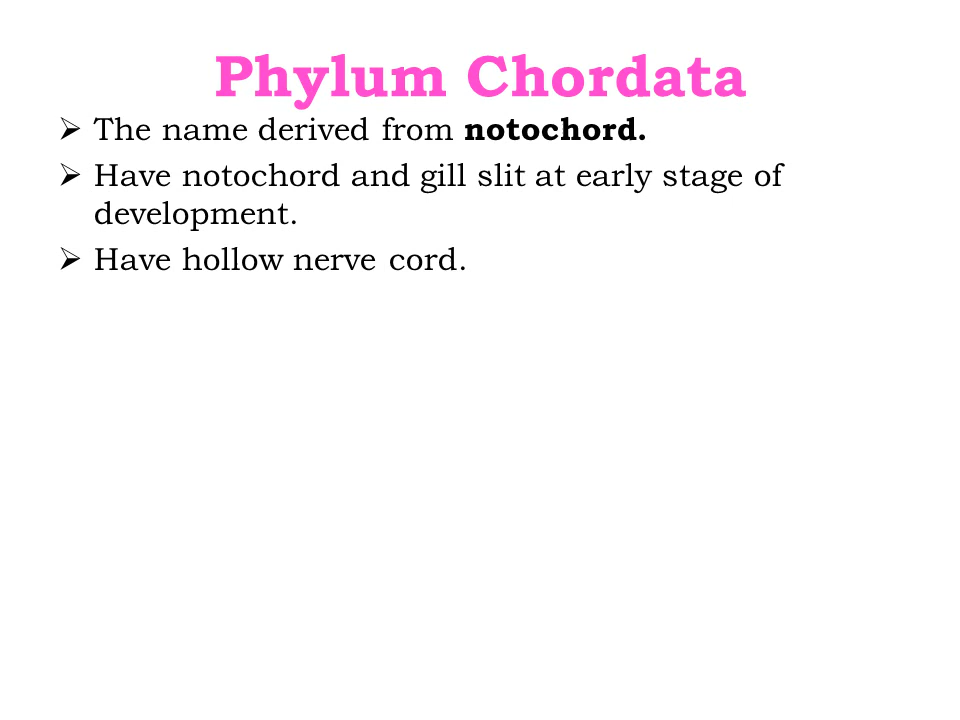 Phylum Chordata
➢ The name derived from notochord.
➢ Have notochord and gill slit at early stage of
development.
➢ Have hollow nerve cord.